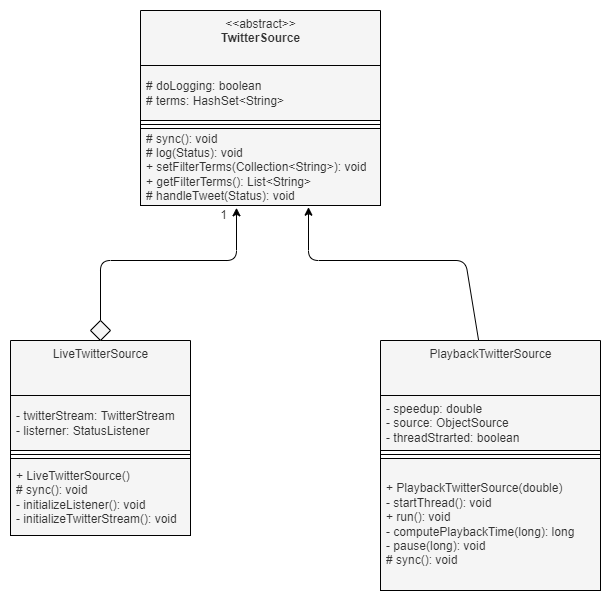 <<abstract>>
TwitterSource
# doLogging: boolean
# terms: HashSet<String>
# sync(): void
# log(Status): void
+ setFilterTerms(Collection<String>): void
+ getFilterTerms(): List<String>
# handleTweet(Status): void
1
LiveTwitterSource
- twitterStream: TwitterStream
- listerner: StatusListener
+ LiveTwitterSource()
# sync(): void
- initializeListener(): void
- initializeTwitterStream(): void
PlaybackTwitterSource
- speedup: double
- source: ObjectSource
- threadStrarted: boolean
+ PlaybackTwitterSource(double)
- startThread(): void
+ run(): void
- computePlaybackTime(long): long
- pause(long): void
# sync(): void